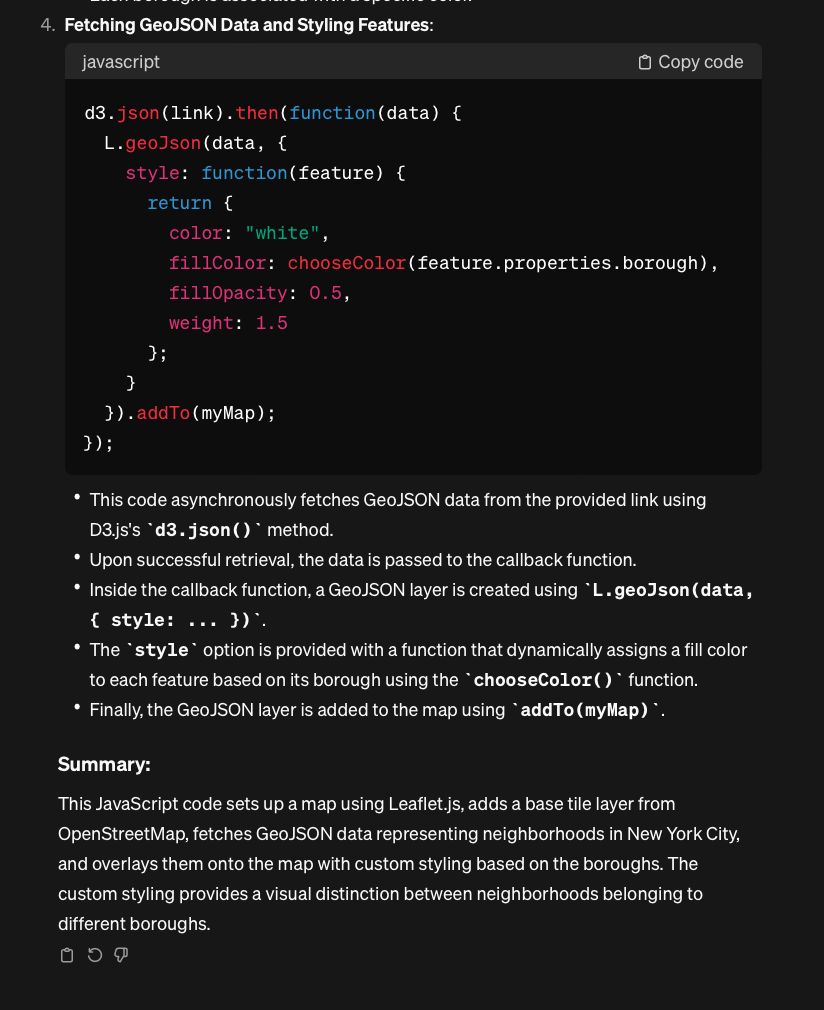 Each borough is associated with a specific color.
4. Fetching GeoJSON Data and Styling Features:
javascript Copy code
d3.json(link).then(function(data) {
  L.geoJson(data, {
    style: function(feature) {
      return {
        color: "white",
        fillColor: chooseColor(feature.properties.borough),
        fillOpacity: 0.5,
        weight: 1.5
      };
    }
  }).addTo(myMap);
});
• This code asynchronously fetches GeoJSON data from the provided link using
D3.js's `d3.json()` method.
• Upon successful retrieval, the data is passed to the callback function.
• Inside the callback function, a GeoJSON layer is created using `L.geoJson(data,
{ style: ... })`.
• The `style` option is provided with a function that dynamically assigns a fill color
to each feature based on its borough using the `chooseColor()` function.
• Finally, the GeoJSON layer is added to the map using `addTo(myMap)`.
Summary:
This JavaScript code sets up a map using Leaflet.js, adds a base tile layer from
OpenStreetMap, fetches GeoJSON data representing neighborhoods in New York City,
and overlays them onto the map with custom styling based on the boroughs. The
custom styling provides a visual distinction between neighborhoods belonging to
different boroughs.